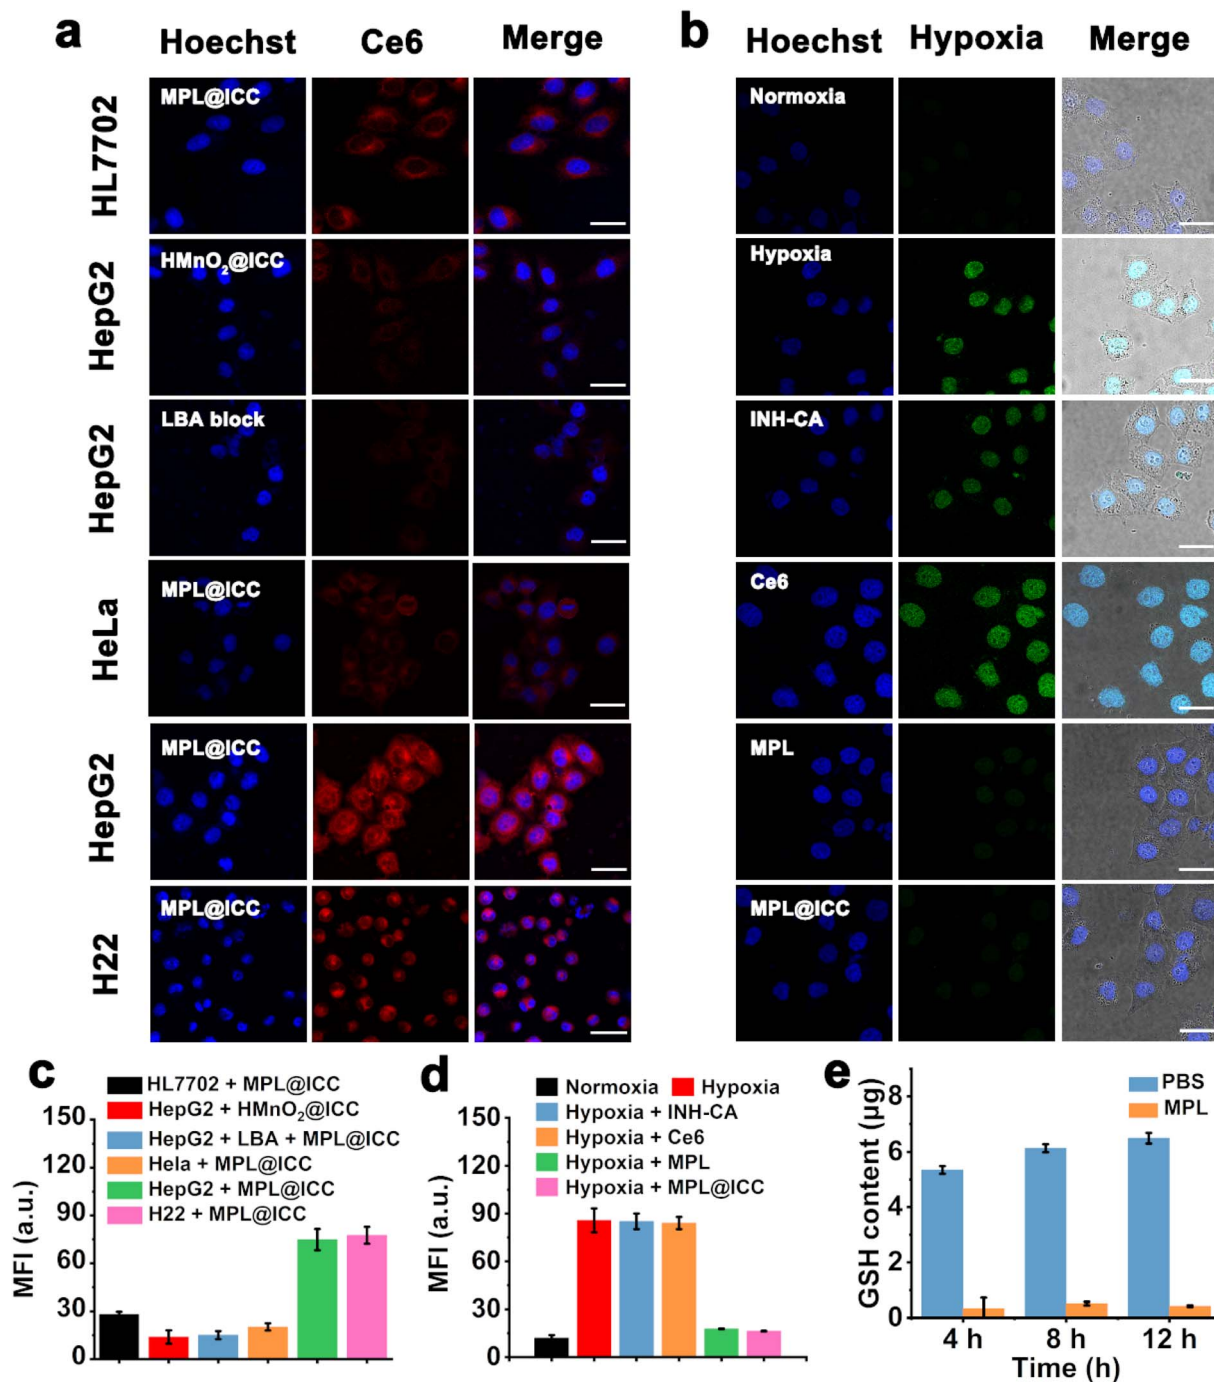 a
Hoechst Ce6 Merge
HL7702
MPL@ICC
HepG2
HMnO₂@ICC
HepG2
LBA block
HeLa
MPL@ICC
HepG2
MPL@ICC
H22
MPL@ICC
b
Hoechst Hypoxia Merge
Normoxia
Hypoxia
INH-CA
Ce6
MPL
MPL@ICC
c
HL7702 + MPL@ICC
HepG2 + HMnO₂@ICC
HepG2 + LBA + MPL@ICC
Hela + MPL@ICC
HepG2 + MPL@ICC
H22 + MPL@ICC
MFI (a.u.)
150
120
90
60
30
0
d
Normoxia Hypoxia
Hypoxia + INH-CA
Hypoxia + Ce6
Hypoxia + MPL
Hypoxia + MPL@ICC
MFI (a.u.)
150
120
90
60
30
0
e
PBS
MPL
GSH content (μg)
8
6
4
2
0
4 h 8 h 12 h
Time (h)